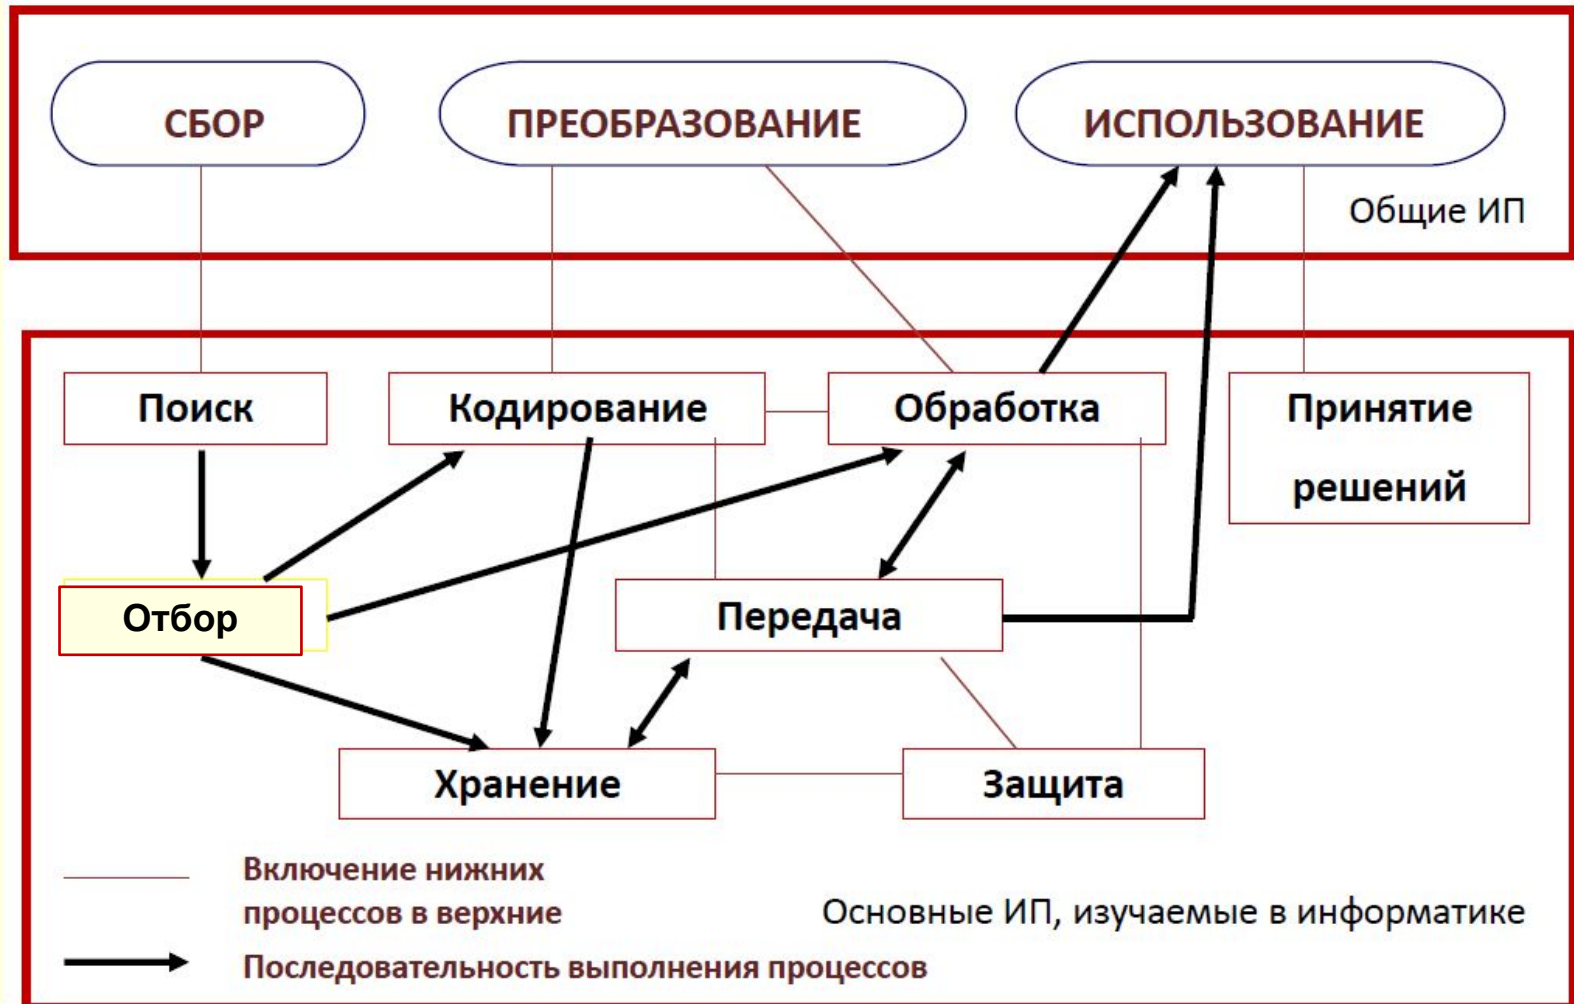 СБОР
ПРЕОБРАЗОВАНИЕ
ИСПОЛЬЗОВАНИЕ
Общие ИП
Поиск
Кодирование
Обработка
Принятие
решений
Отбор
Передача
Хранение
Защита
Включение нижних
процессов в верхние
Основные ИП, изучаемые в информатике
Последовательность выполнения процессов